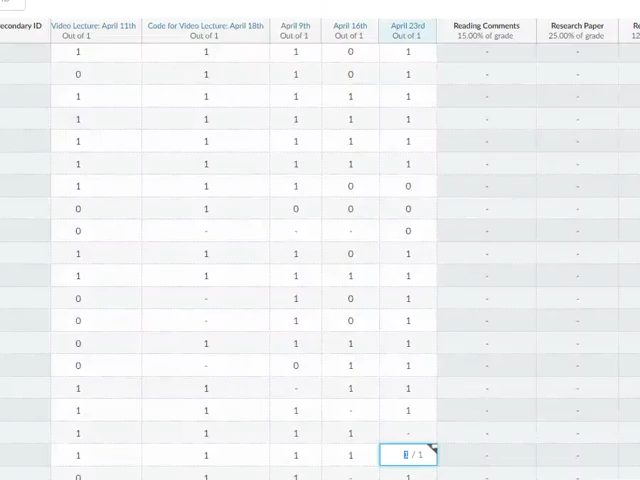 ID
econdary ID Video Lecture: April 11th Code for Video Lecture: April 18th April 9th April 16th April 23rd Reading Comments Research Paper
Out of 1 Out of 1 Out of 1 Out of 1 Out of 1 15.00% of grade 25.00% of grade 12
1 1 1 0 1 - -
0 1 1 0 1 - -
1 1 1 1 1 - -
1 1 1 1 1 - -
1 1 1 1 1 - -
1 1 1 1 1 - -
1 1 1 0 0 - -
0 1 0 0 0 - -
0 - - - 0 - -
1 1 1 0 1 - -
1 1 1 1 1 - -
0 - 1 0 1 - -
0 - 1 0 1 - -
0 1 1 1 1 - -
0 - 0 1 1 - -
1 1 - 1 1 - -
1 1 1 - 1 - -
1 1 1 1 - - -
1 1 1 1 / 1 - -
0 1 1 - 1 - -